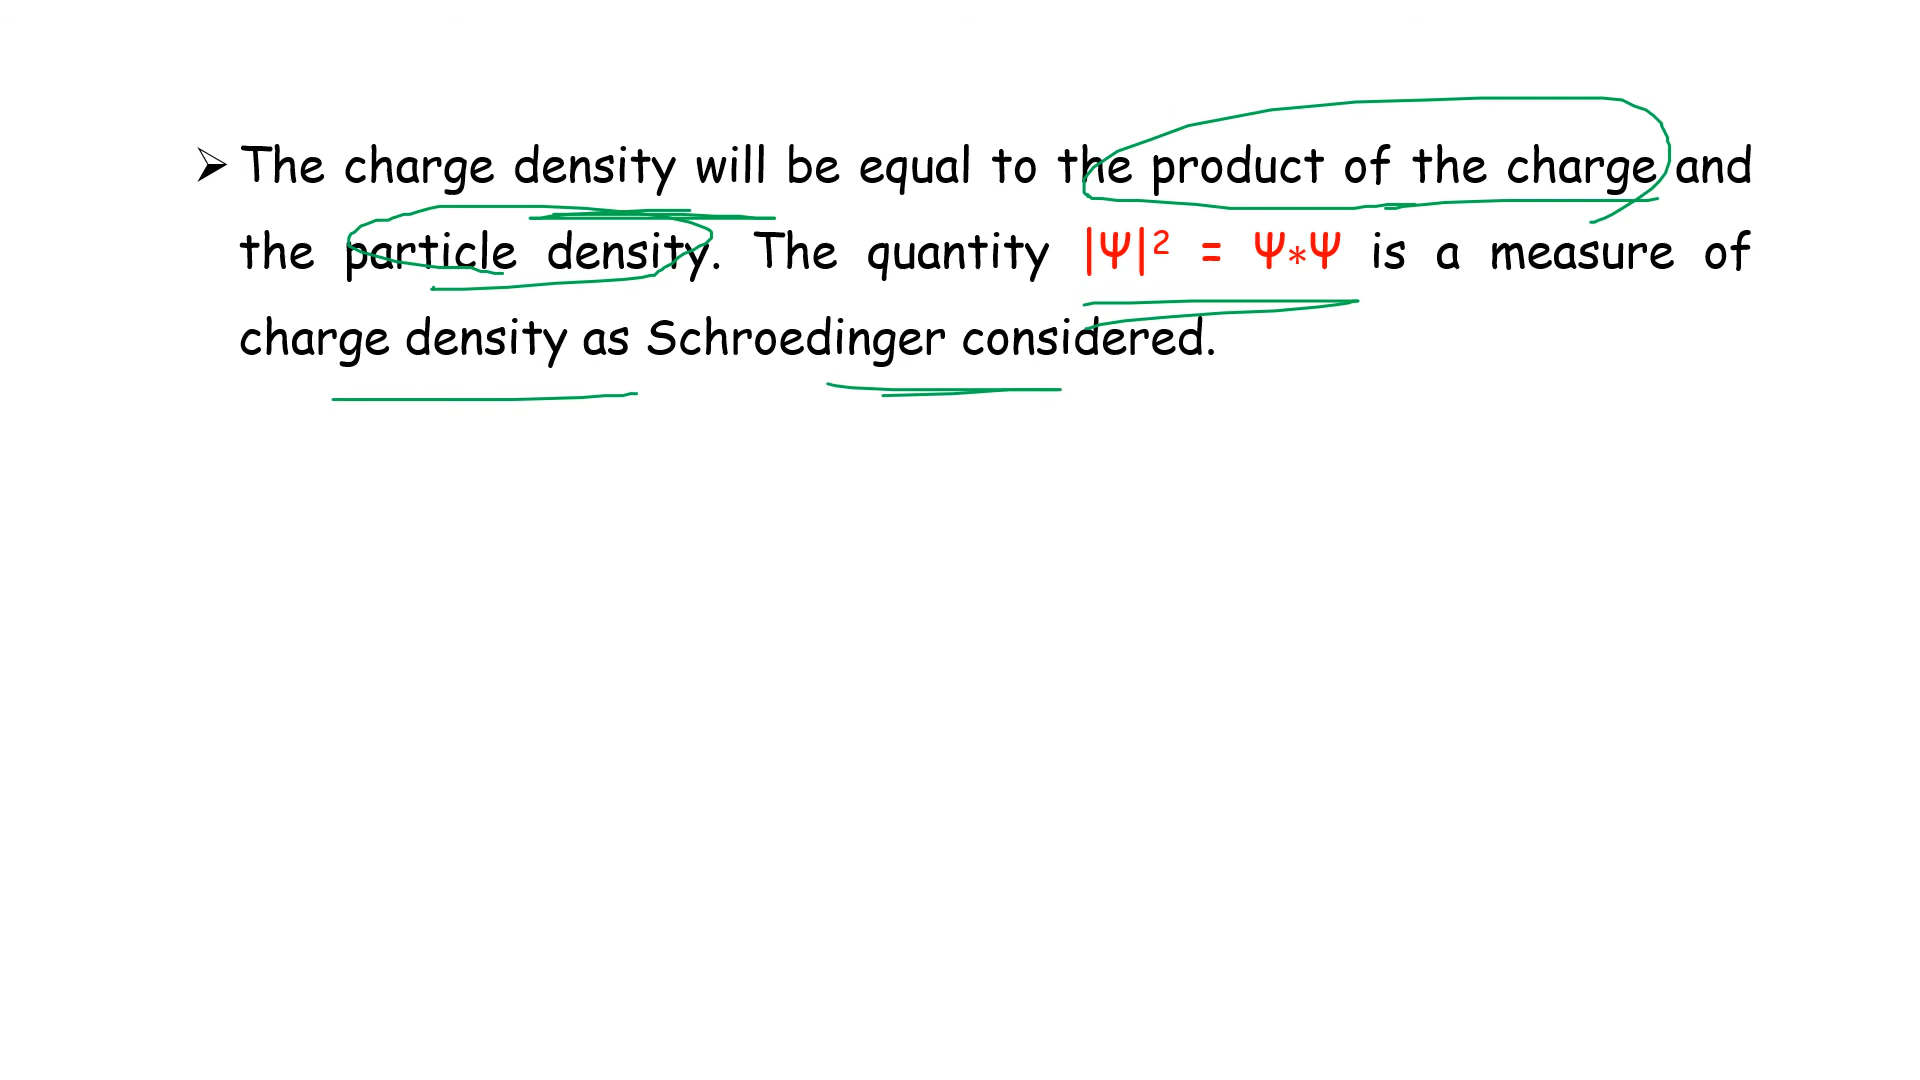 ➢ The charge density will be equal to the product of the charge and
the particle density. The quantity |Ψ|² = Ψ*Ψ is a measure of
charge density as Schroedinger considered.